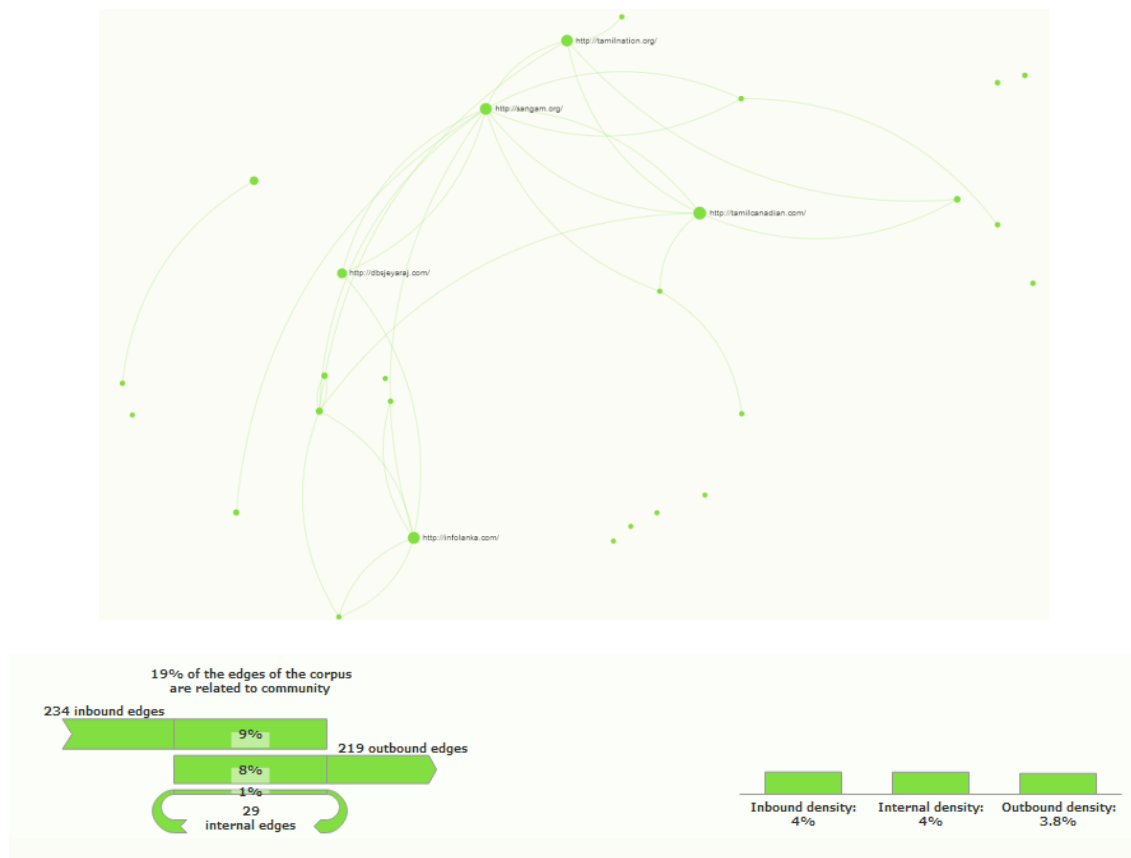 http://tamilnation.org/
http://sangam.org/
http://tamilcanadian.com/
http://dbsjeyaraj.com/
http://infolanka.com/
19% of the edges of the corpus
are related to community
234 inbound edges
9%
219 outbound edges
8%
1%
29
internal edges
Inbound density:
4%
Internal density:
4%
Outbound density:
3.8%